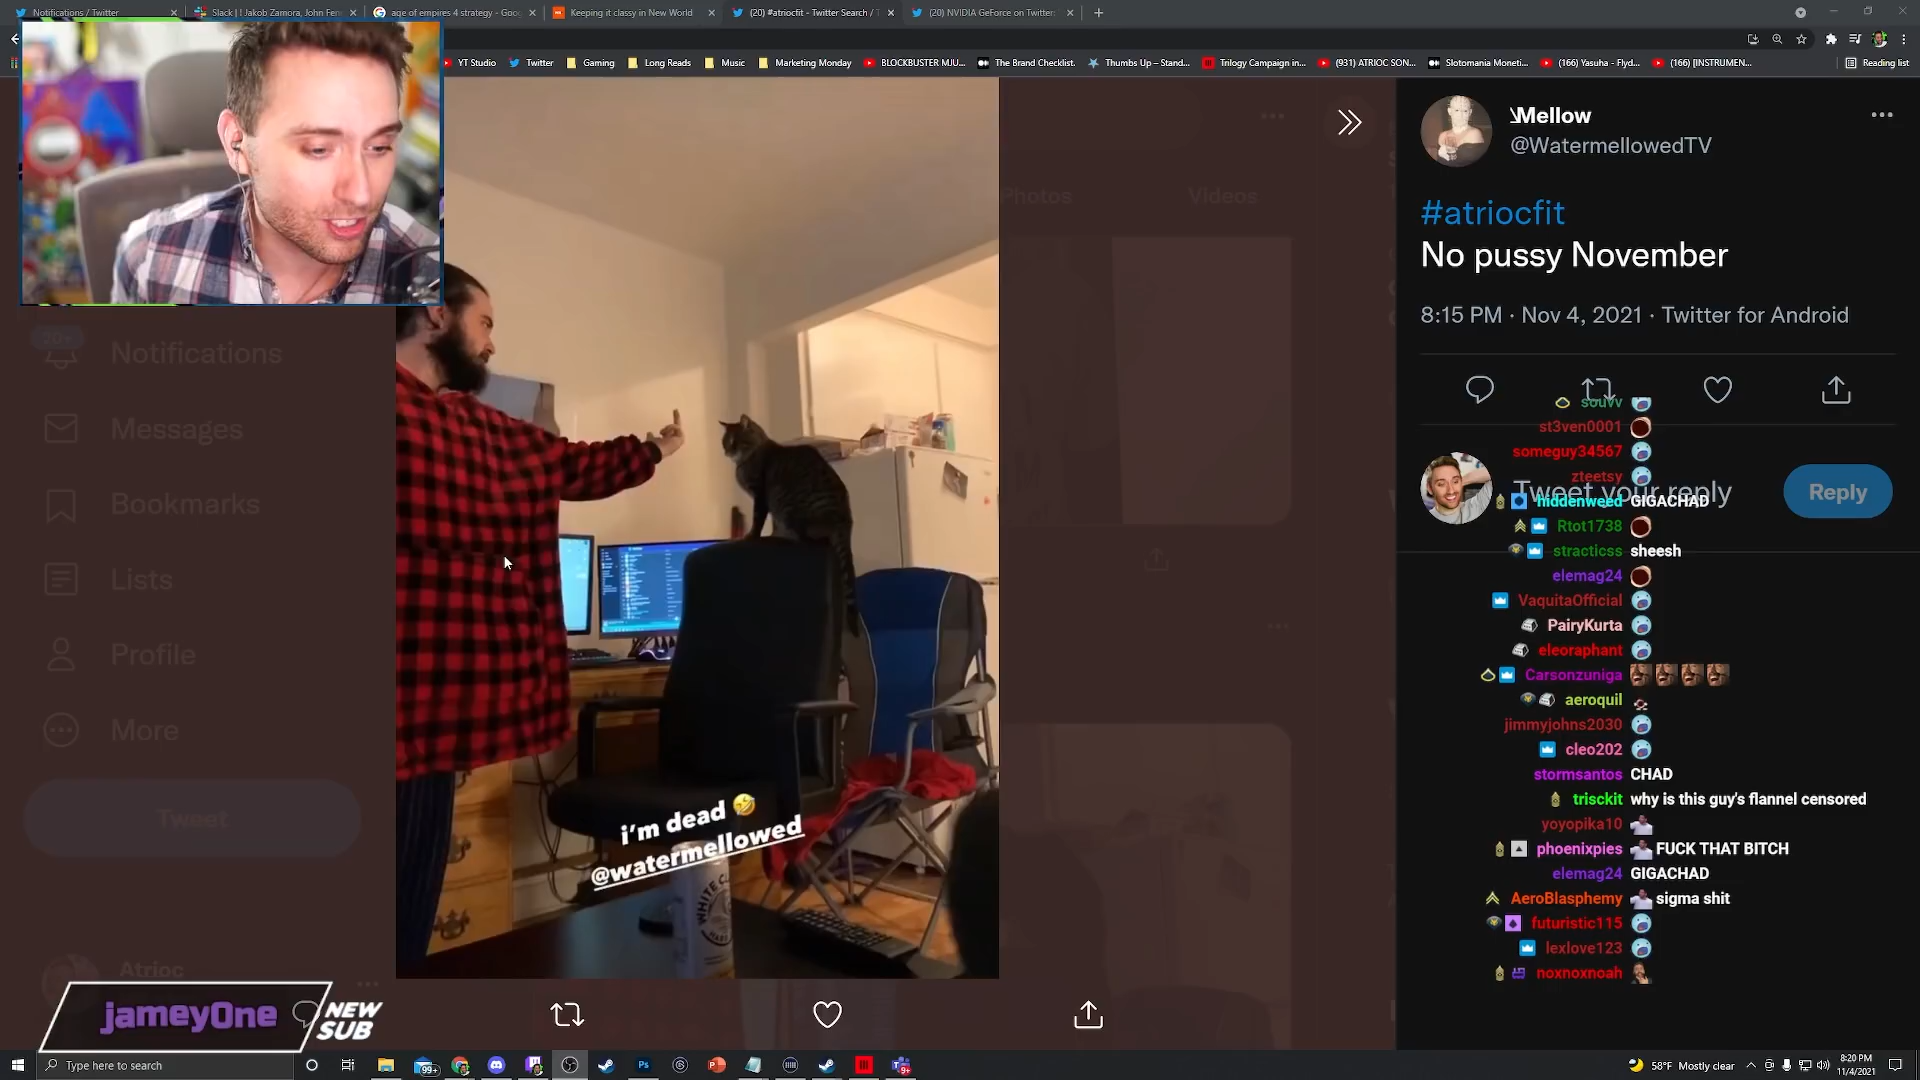 Notifications / Twitter
Slack | ! Jakob Zamora, John Fen
age of empires 4 strategy - Goo
Keeping it classy in New World
(20) #atriocfit - Twitter Search / T
(20) NVIDIA GeForce on Twitter:
YT Studio
Twitter
Gaming
Long Reads
Music
Marketing Monday
BLOCKBUSTER MJU...
The Brand Checklist.
Thumbs Up – Stand...
Trilogy Campaign in...
(931) ATRIOC SON...
Slotomania Moneti...
(166) Yasuha - Flyd...
(166) [INSTRUMEN...
Reading list
Photos
Videos
20+
Notifications
Messages
Bookmarks
Lists
Profile
More
Tweet
Atrioc
jameyOne
NEW
SUB
i'm dead 🤣
@watermellowed
WHITE
Mellow
@WatermellowedTV
#atriocfit
No pussy November
8:15 PM · Nov 4, 2021 · Twitter for Android
Tweet your reply
Reply
souvv
st3ven0001
someguy34567
zteetsy
hiddenweed GIGACHAD
Rtot1738
stracticss sheesh
elemag24
VaquitaOfficial
PairyKurta
eleoraphant
Carsonzuniga
aeroquil
jimmyjohns2030
cleo202
stormsantos CHAD
trisckit why is this guy's flannel censored
yoyopika10
phoenixpies FUCK THAT BITCH
elemag24 GIGACHAD
AeroBlasphemy sigma shit
futuristic115
lexlove123
noxnoxnoah
Type here to search
99+
Ps
9+
58°F Mostly clear
8:20 PM
11/4/2021